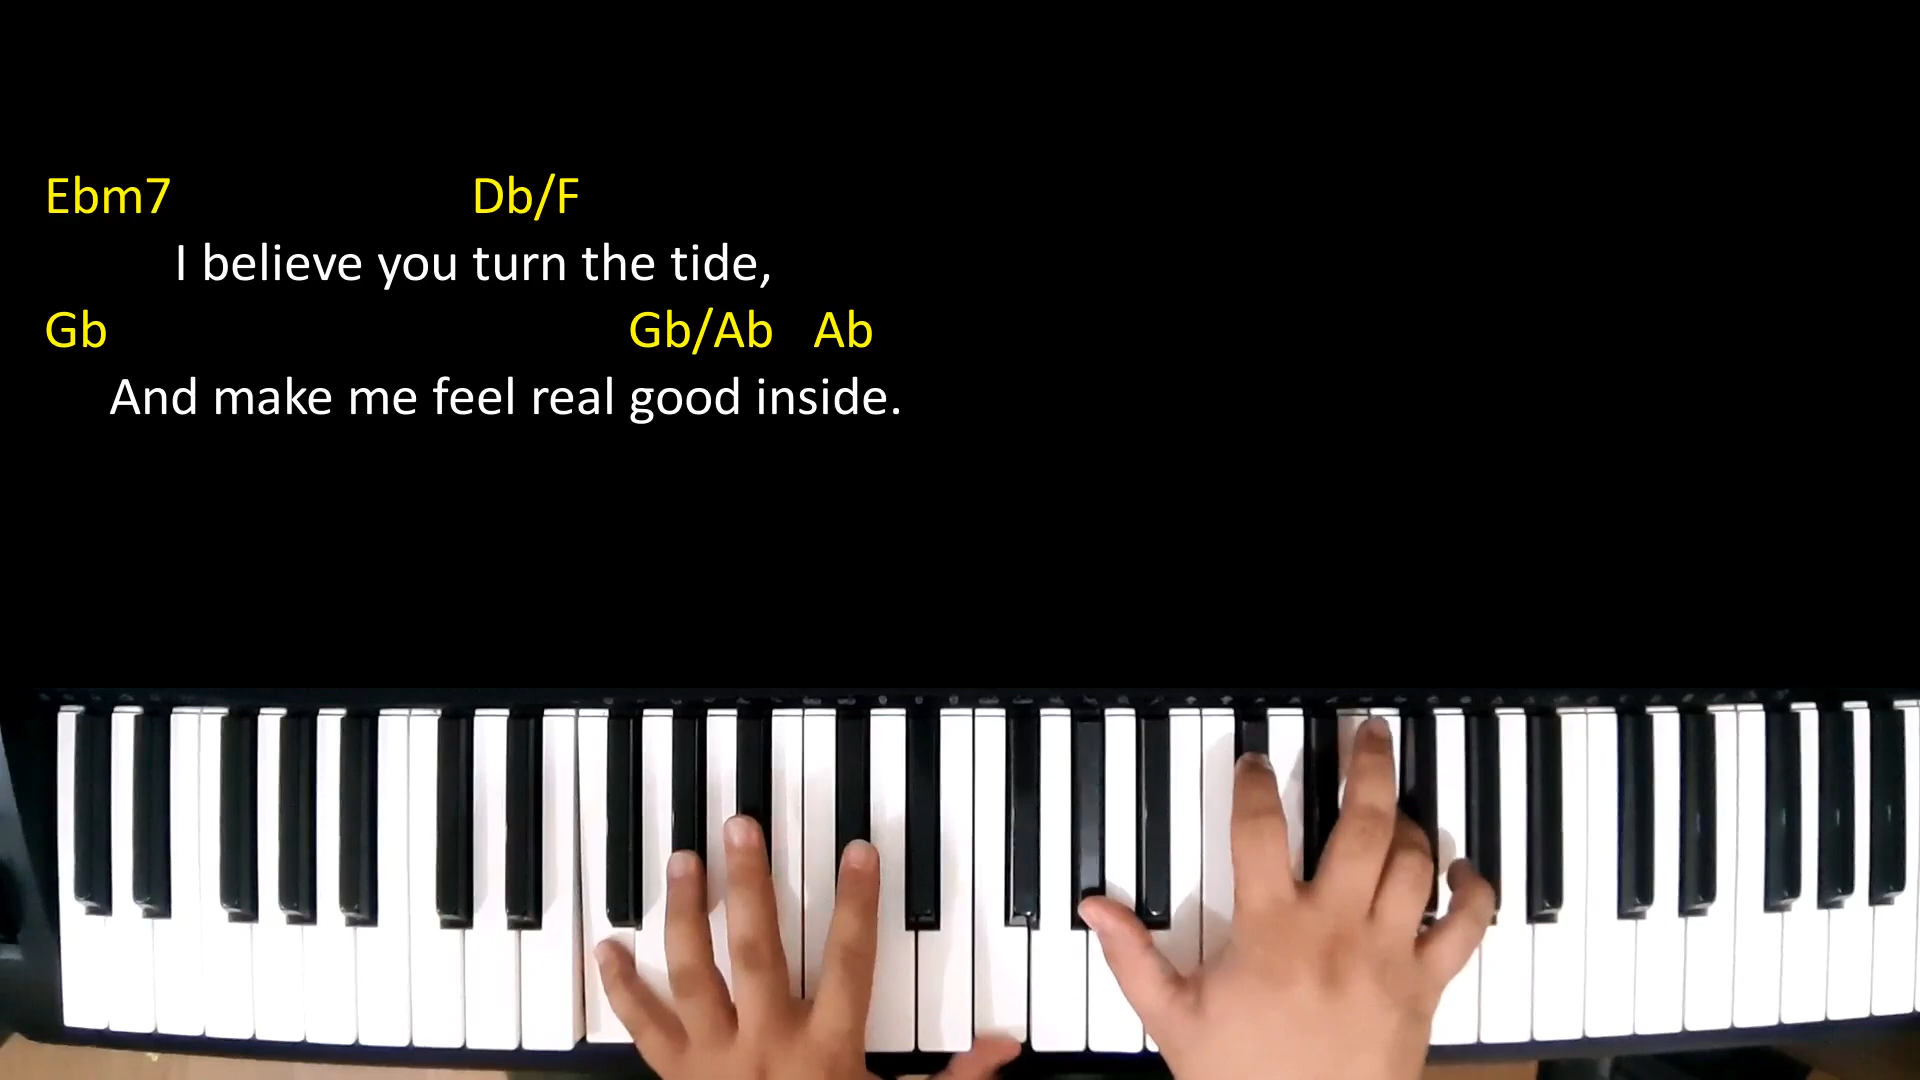 Ebm7 Db/F
I believe you turn the tide,
Gb Gb/Ab Ab
And make me feel real good inside.